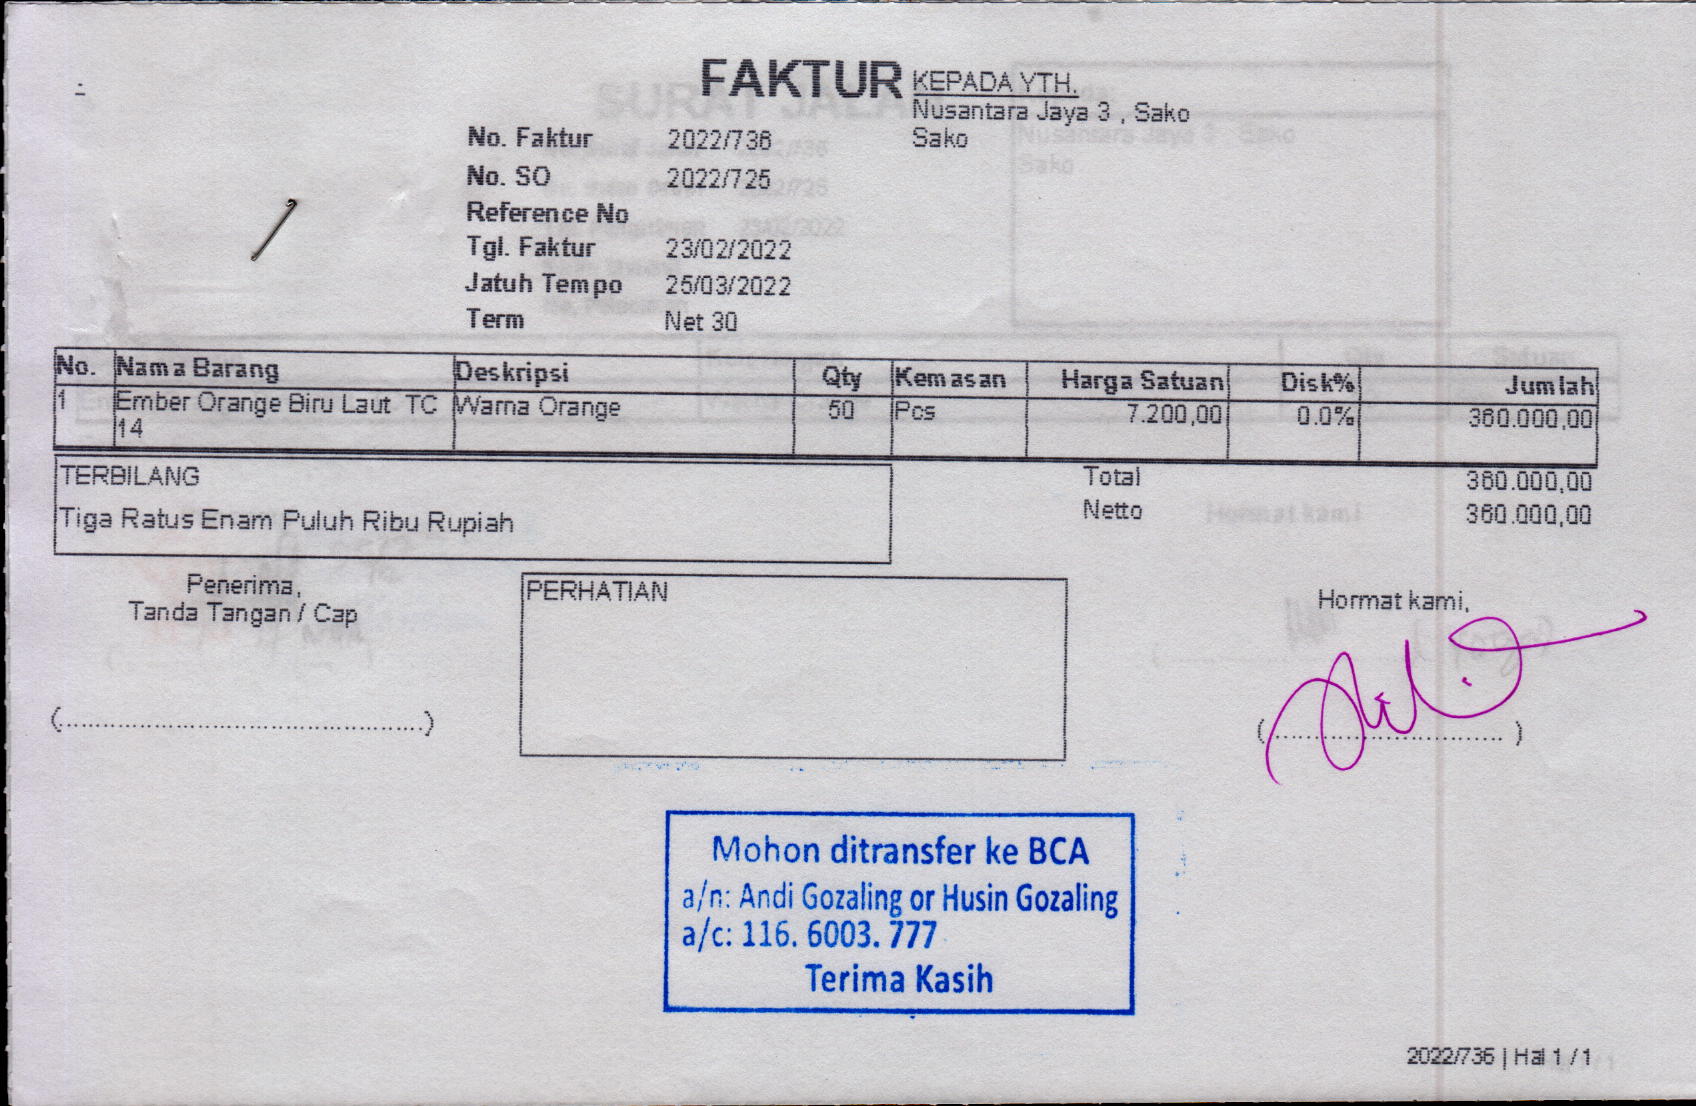 FAKTUR
KEPADA YTH.
Nusantara Jaya 3 , Sako
Sako
No. Faktur 2022/736
No. SO 2022/725
Reference No
Tgl. Faktur 23/02/2022
Jatuh Tempo 25/03/2022
Term Net 30
No. Nama Barang Deskripsi Qty Kemasan Harga Satuan Disk% Jumlah
1 Ember Orange Biru Laut TC Warna Orange 50 Pcs 7.200,00 0.0% 360.000,00
14
TERBILANG
Tiga Ratus Enam Puluh Ribu Rupiah
Total 360.000,00
Netto 360.000,00
Penerima,
Tanda Tangan / Cap
(........................................)
PERHATIAN
Hormat kami,
(................................ )
Mohon ditransfer ke BCA
a/n: Andi Gozaling or Husin Gozaling
a/c: 116. 6003. 777
Terima Kasih
2022/736 | Hal 1 / 1